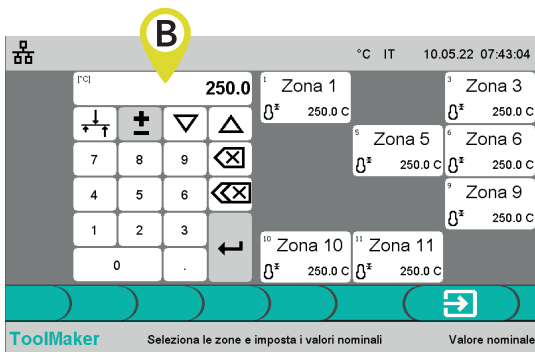 B
°C IT 10.05.22 07:43:04
[°C] 250.0
7 8 9
4 5 6
1 2 3
0 .
1 Zona 1
250.0 C
3 Zona 3
250.0 C
5 Zona 5
250.0 C
6 Zona 6
250.0 C
9 Zona 9
250.0 C
10 Zona 10
250.0 C
11 Zona 11
250.0 C
ToolMaker Seleziona le zone e imposta i valori nominali Valore nominale